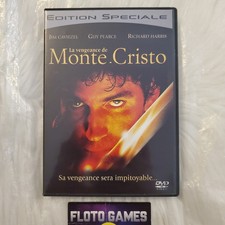 EDITION SPECIALE
JIM CAVIEZEL GUY PEARCE RICHARD HARRIS
La vengeance de
Monte Cristo
Sa vengeance sera impitoyable.
DVD
FLOTO GAMES